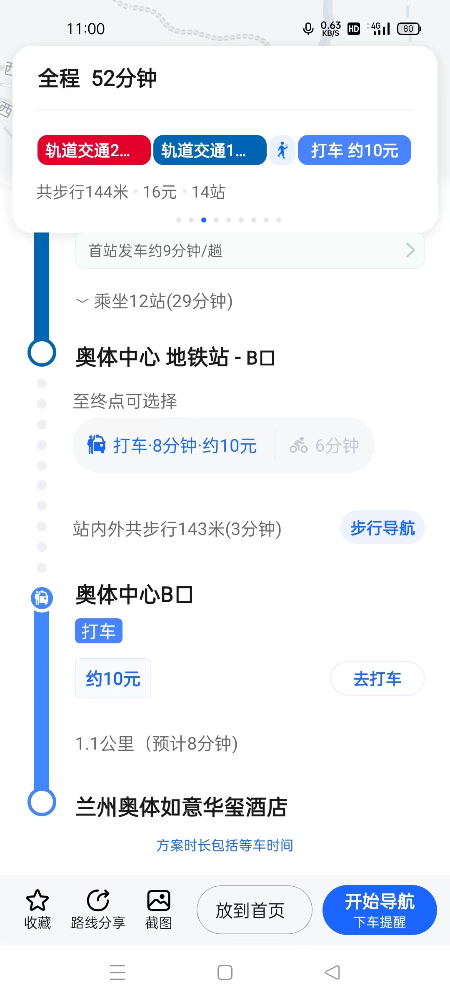 11:00
0.63 KB/S HD 4G 80
西
西
全程 52分钟
轨道交通2... 轨道交通1... 打车 约10元
共步行144米 • 16元 • 14站
首站发车约9分钟/趟
乘坐12站(29分钟)
奥体中心 地铁站 - B口
至终点可选择
打车·8分钟·约10元 6分钟
站内外共步行143米(3分钟) 步行导航
奥体中心B口
打车
约10元 去打车
1.1公里（预计8分钟）
兰州奥体如意华玺酒店
方案时长包括等车时间
收藏 路线分享 截图 放到首页 开始导航
下车提醒